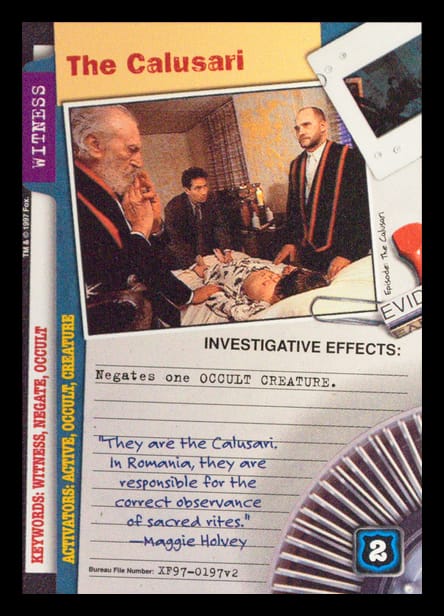 The Calusari
WITNESS
TM & © 1997 Fox.
Episode: The Calusari
EVID
INVESTIGATIVE EFFECTS:
Negates one OCCULT CREATURE.
"They are the Calusari.
In Romania, they are
responsible for the
correct observance
of sacred rites."
—Maggie Holvey
KEYWORDS: WITNESS, NEGATE, OCCULT
ACTIVATORS: ACTIVE, OCCULT, CREATURE
Bureau File Number: XF97-0197v2
2